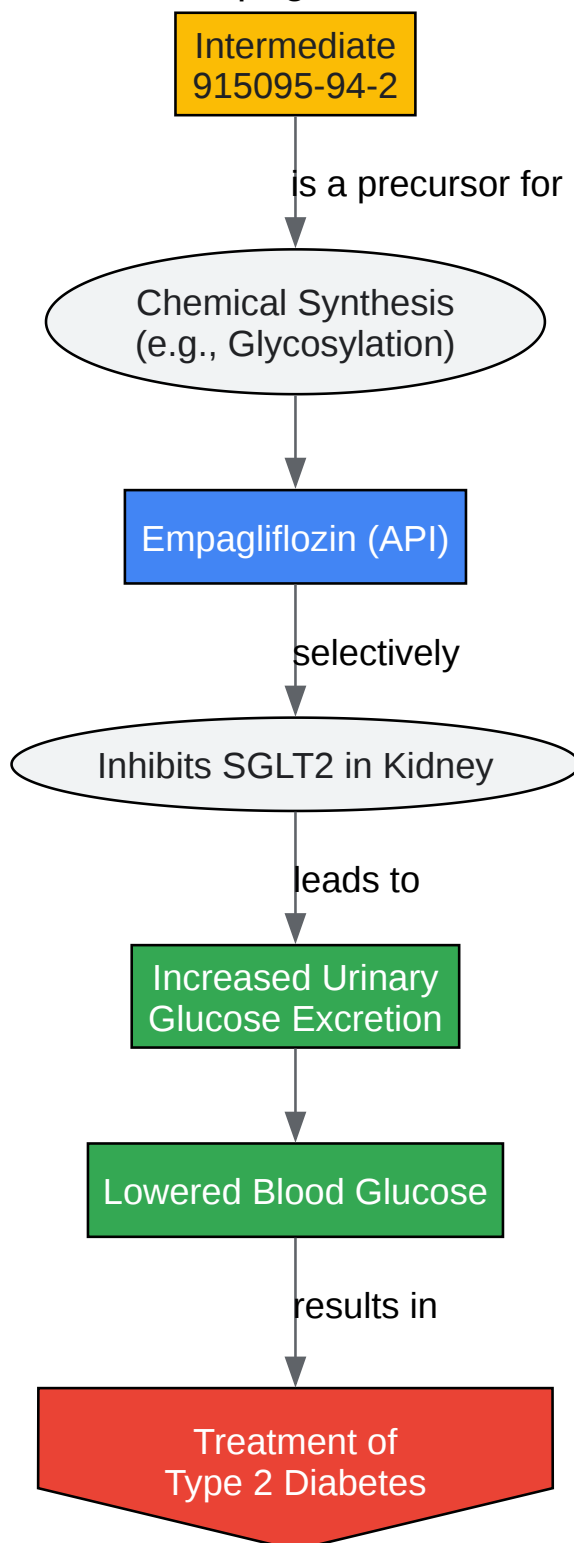 Intermediate
915095-94-2
is a precursor for
Chemical Synthesis
(e.g., Glycosylation)
Empagliflozin (API)
selectively
Inhibits SGLT2 in Kidney
leads to
Increased Urinary
Glucose Excretion
Lowered Blood Glucose
results in
Treatment of
Type 2 Diabetes